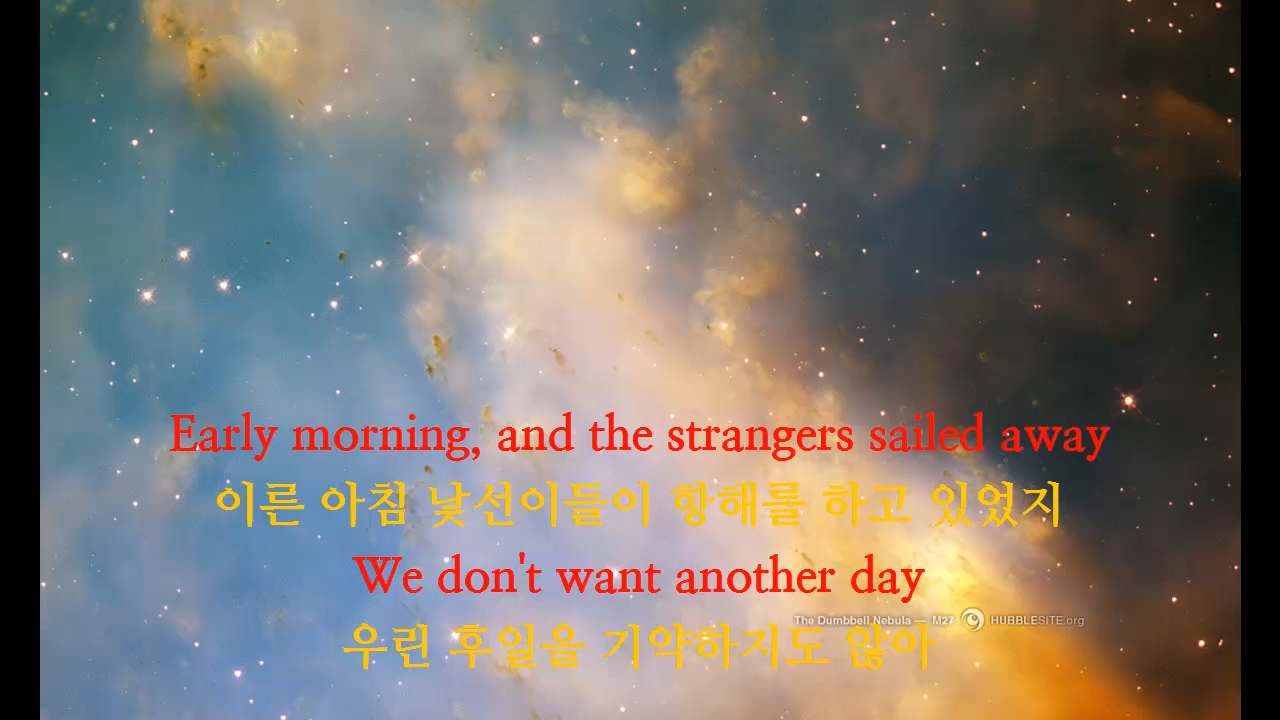 Early morning, and the strangers sailed away
이른 아침 낯선이들이 항해를 하고 있었지
We don't want another day
The Dumbbell Nebula — M27 HUBBLESITE.org
우린 후일을 기약하지도 않아